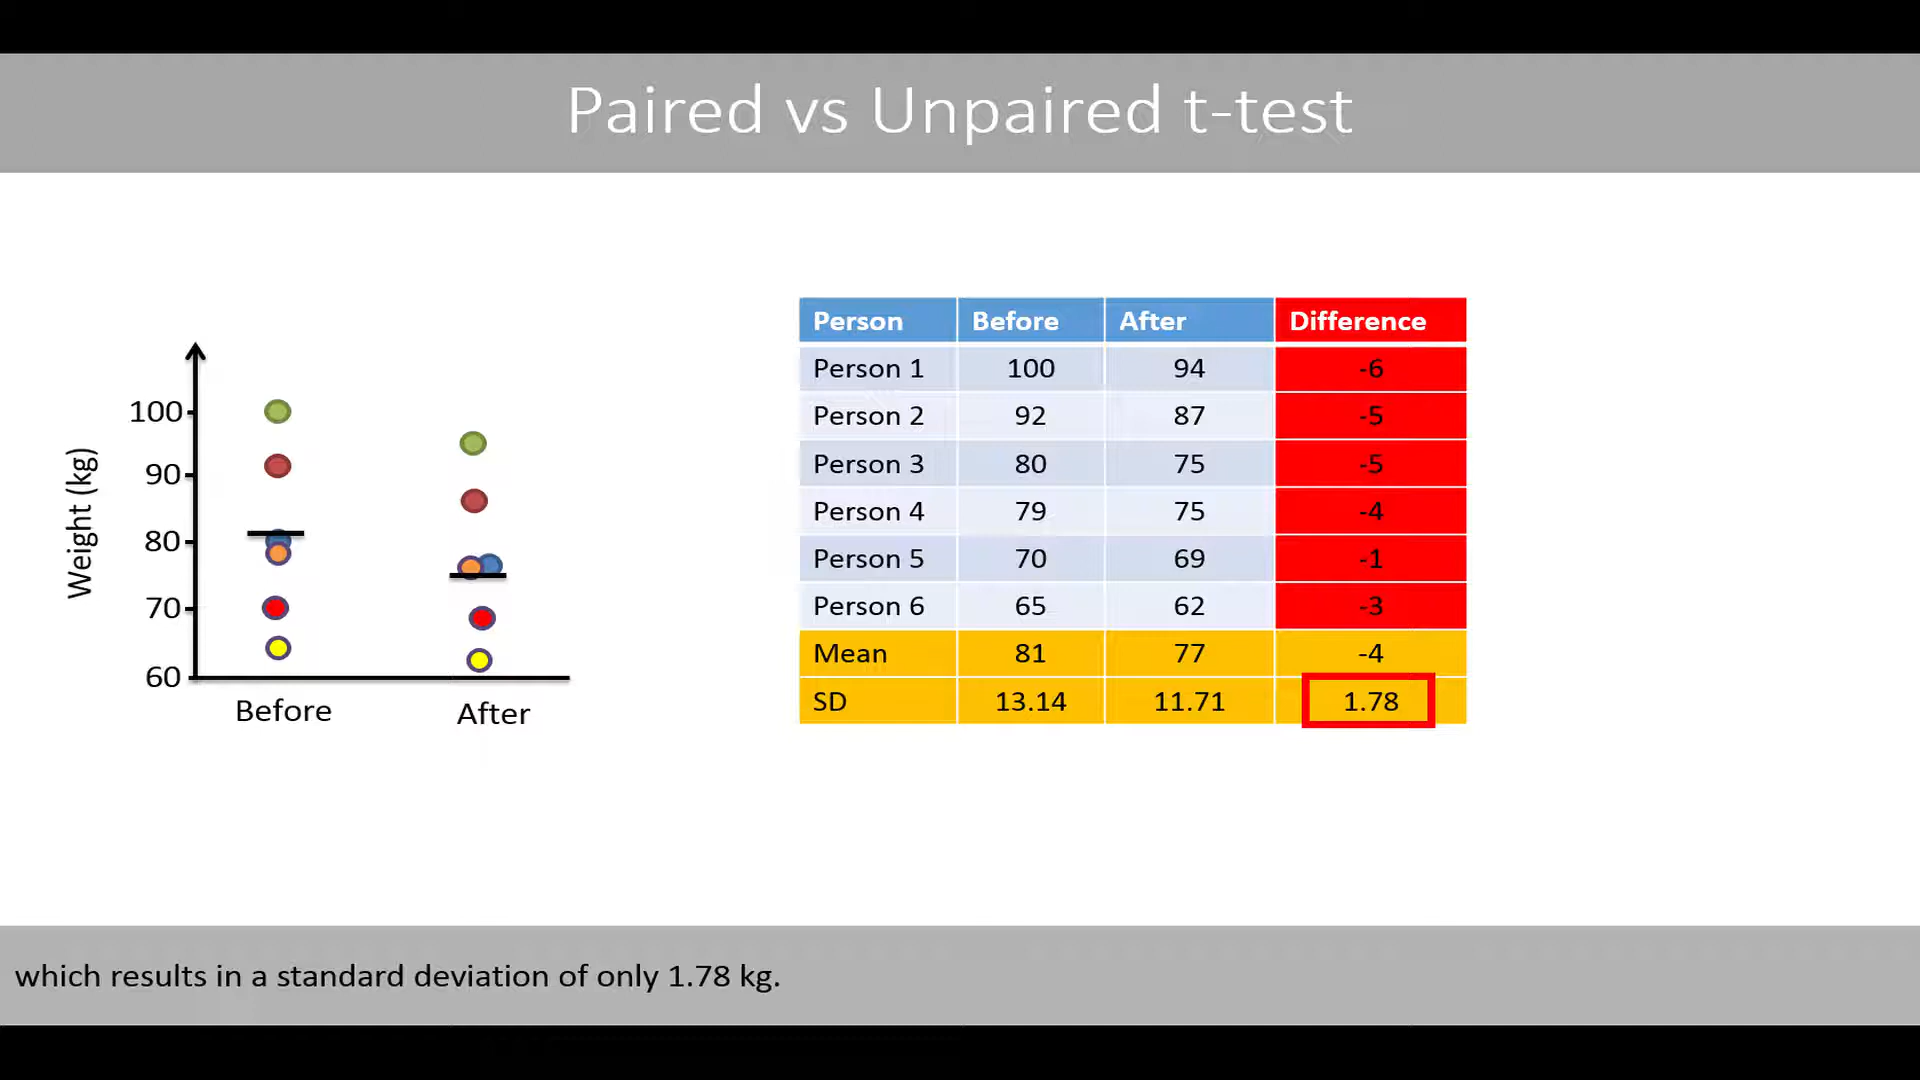 Paired vs Unpaired t-test
Weight (kg)
100
90
80
70
60
Before After
Person Before After Difference
Person 1 100 94 -6
Person 2 92 87 -5
Person 3 80 75 -5
Person 4 79 75 -4
Person 5 70 69 -1
Person 6 65 62 -3
Mean 81 77 -4
SD 13.14 11.71 1.78
which results in a standard deviation of only 1.78 kg.